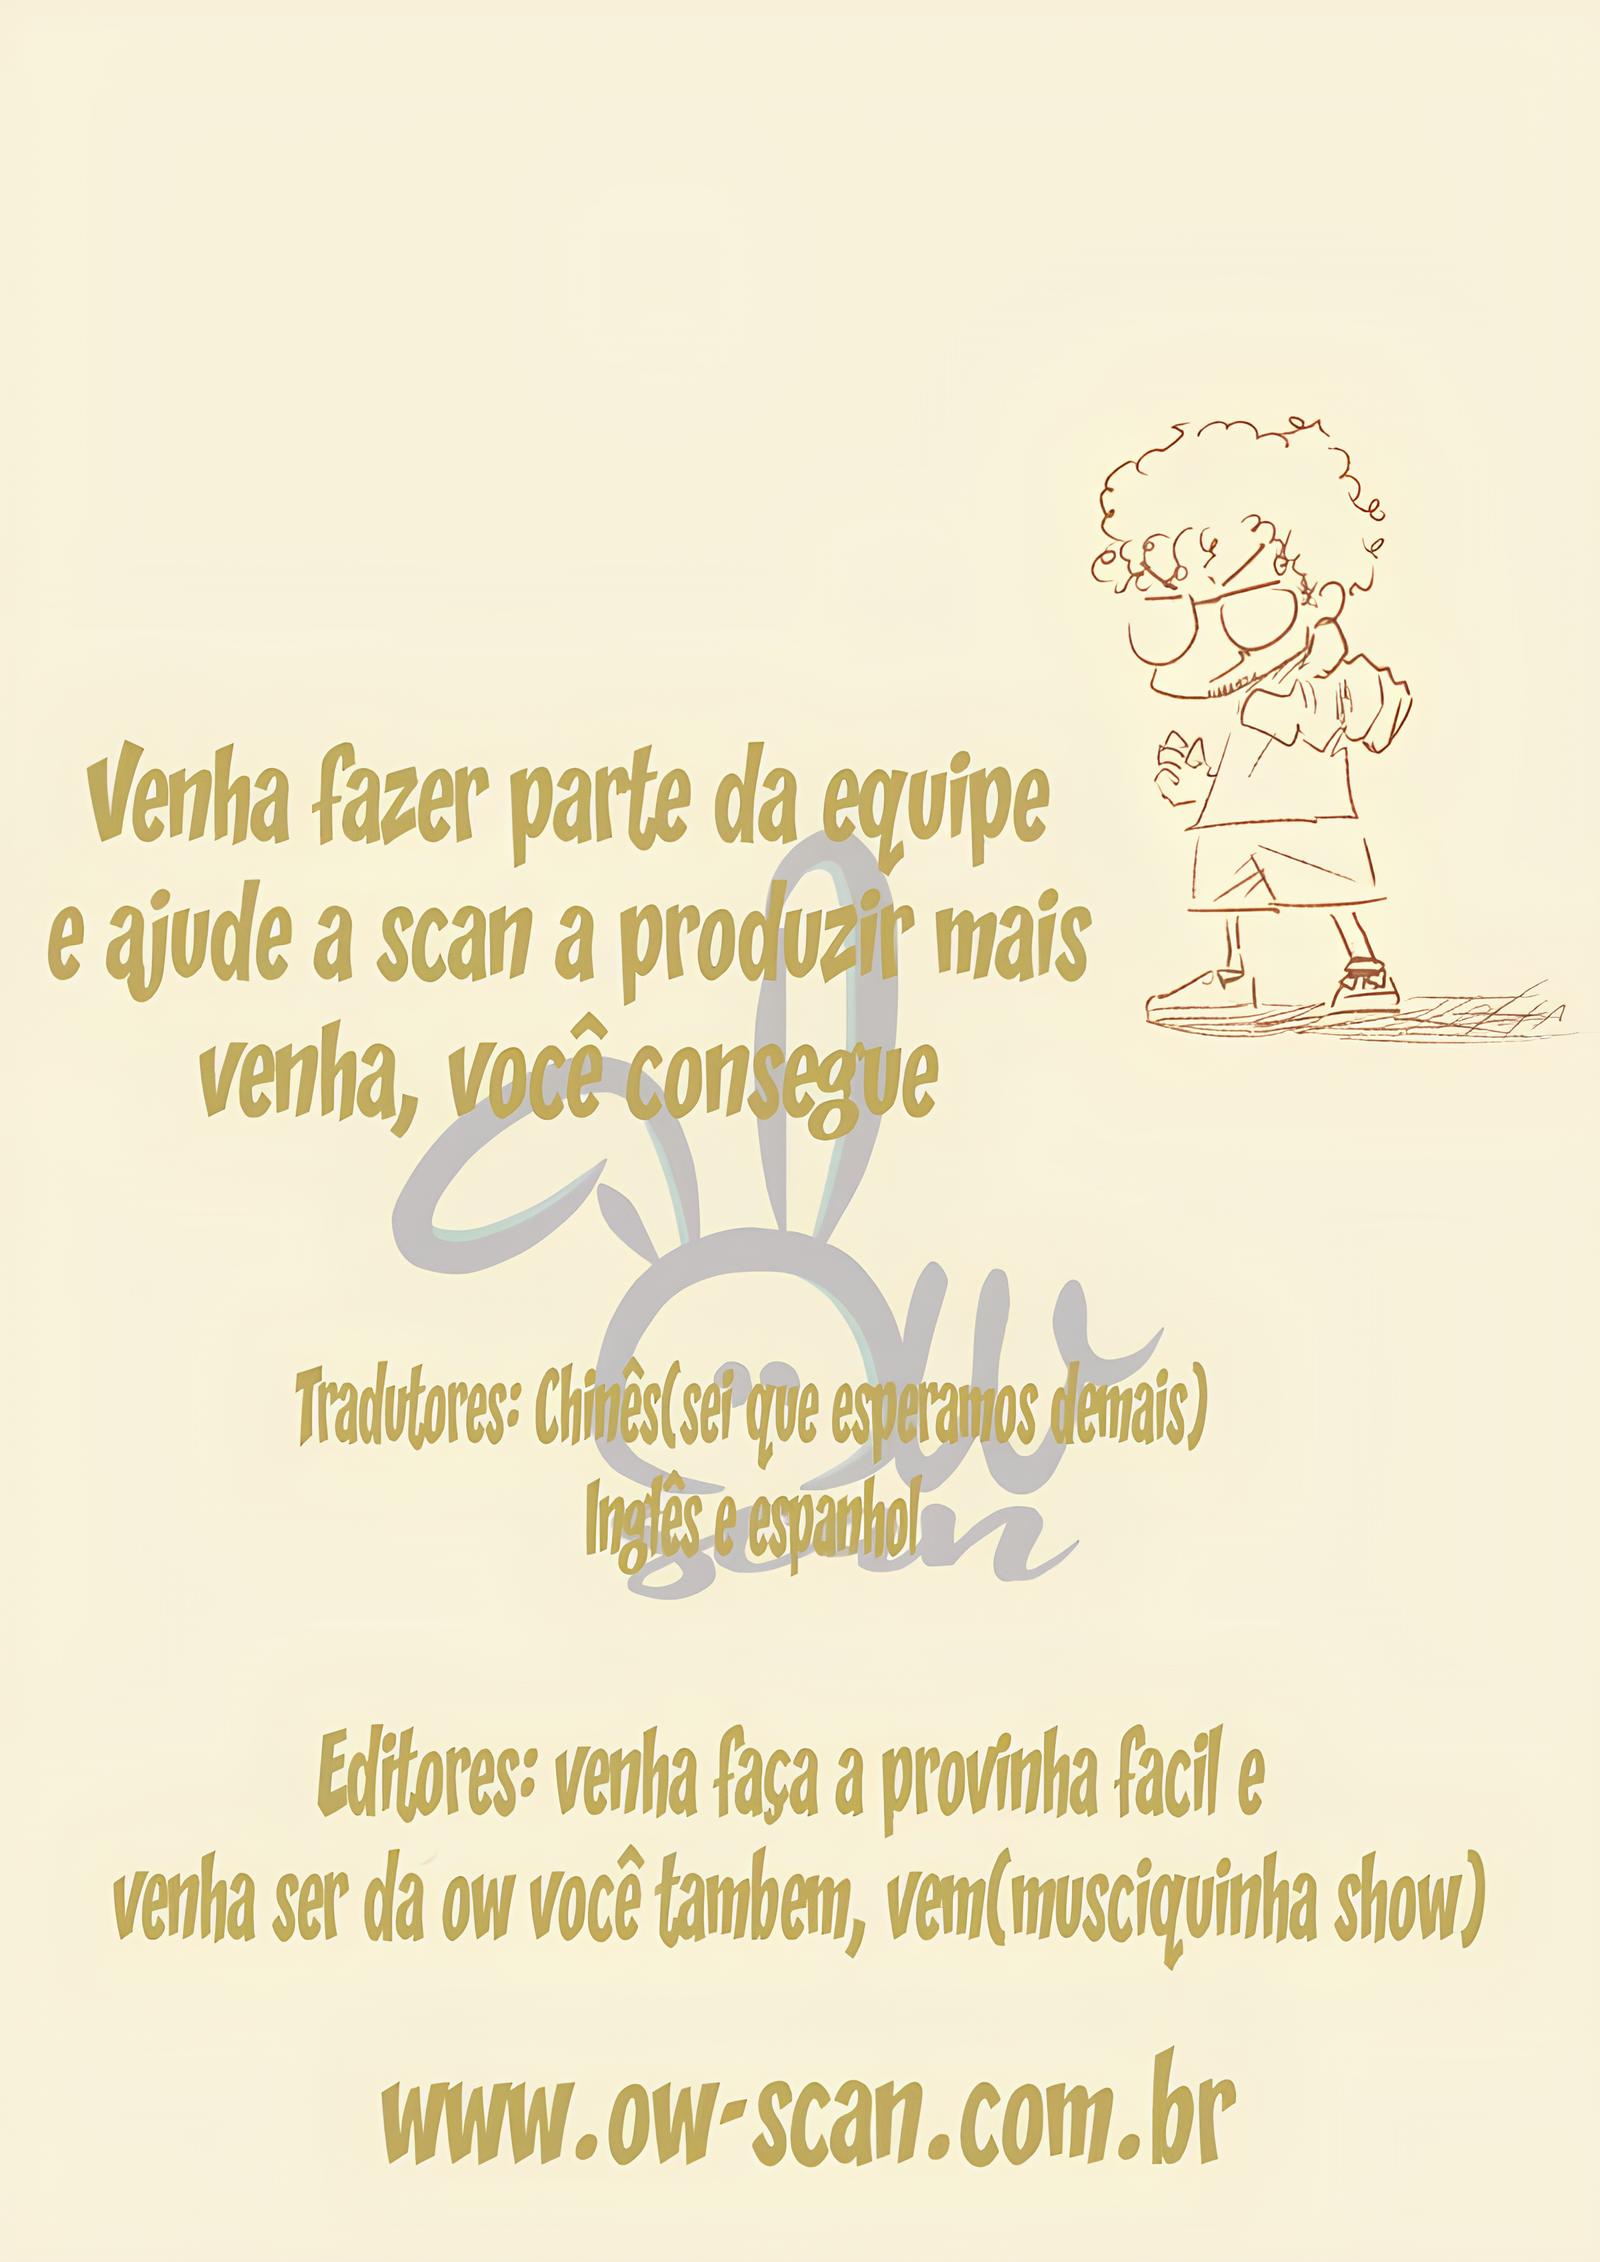 Venha fazer parte da equipe
e ajude a scan a produzir mais
venha, você consegue
Ow
scan
Tradutores: Chinês(sei que esperamos demais)
Inglês e espanhol
Editores: venha faça a provinha facil e
venha ser da ow você tambem, vem(musciquinha show)
www.ow-scan.com.br